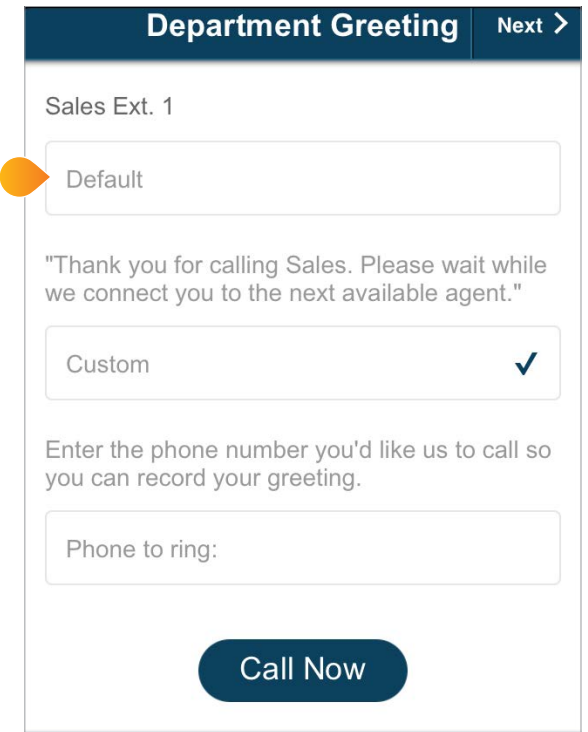 Department Greeting
Next
Sales Ext. 1
Default
"Thank you for calling Sales. Please wait while
we connect you to the next available agent."
Custom
Enter the phone number you'd like us to call so
you can record your greeting.
Phone to ring:
Call Now